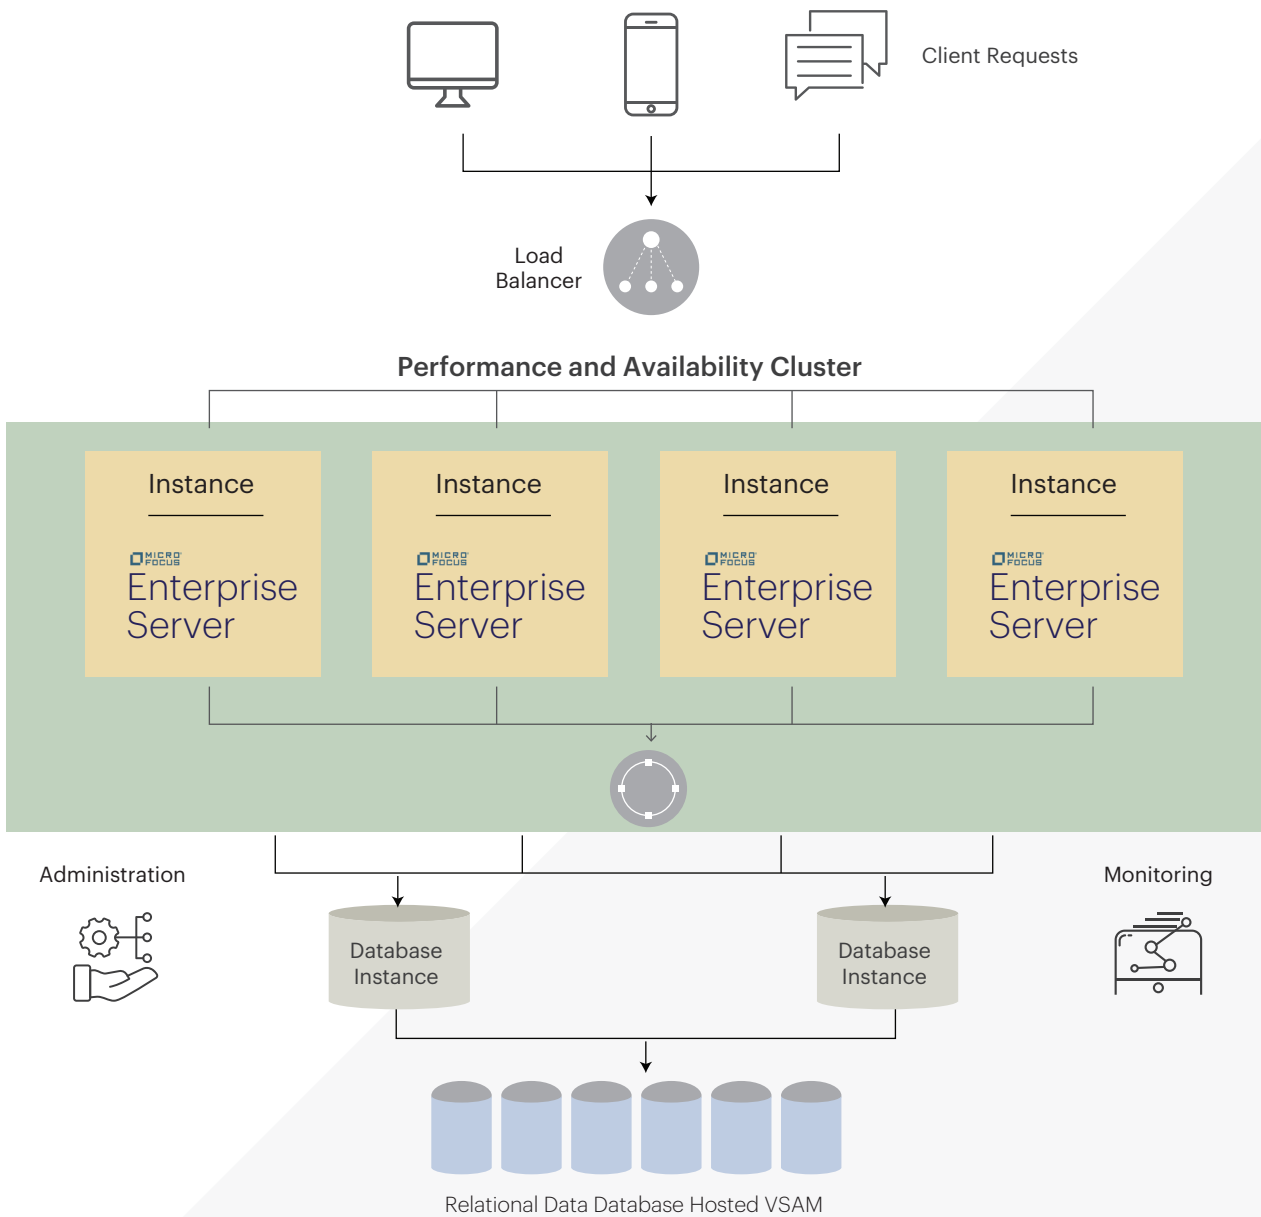 Client Requests
Load
Balancer
Performance and Availability Cluster
Instance
MICRO
FOCUS
Enterprise
Server
Instance
MICRO
FOCUS
Enterprise
Server
Instance
MICRO
FOCUS
Enterprise
Server
Instance
MICRO
FOCUS
Enterprise
Server
Administration
Monitoring
Database
Instance
Database
Instance
Relational Data Database Hosted VSAM